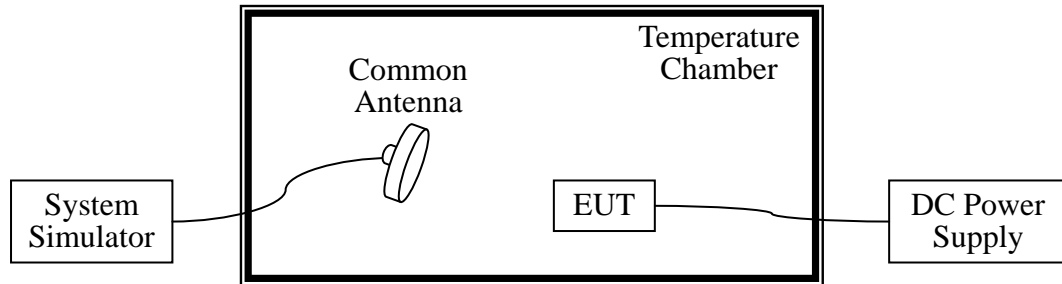 Temperature
Chamber
Common
Antenna
System
Simulator
EUT
DC Power
Supply